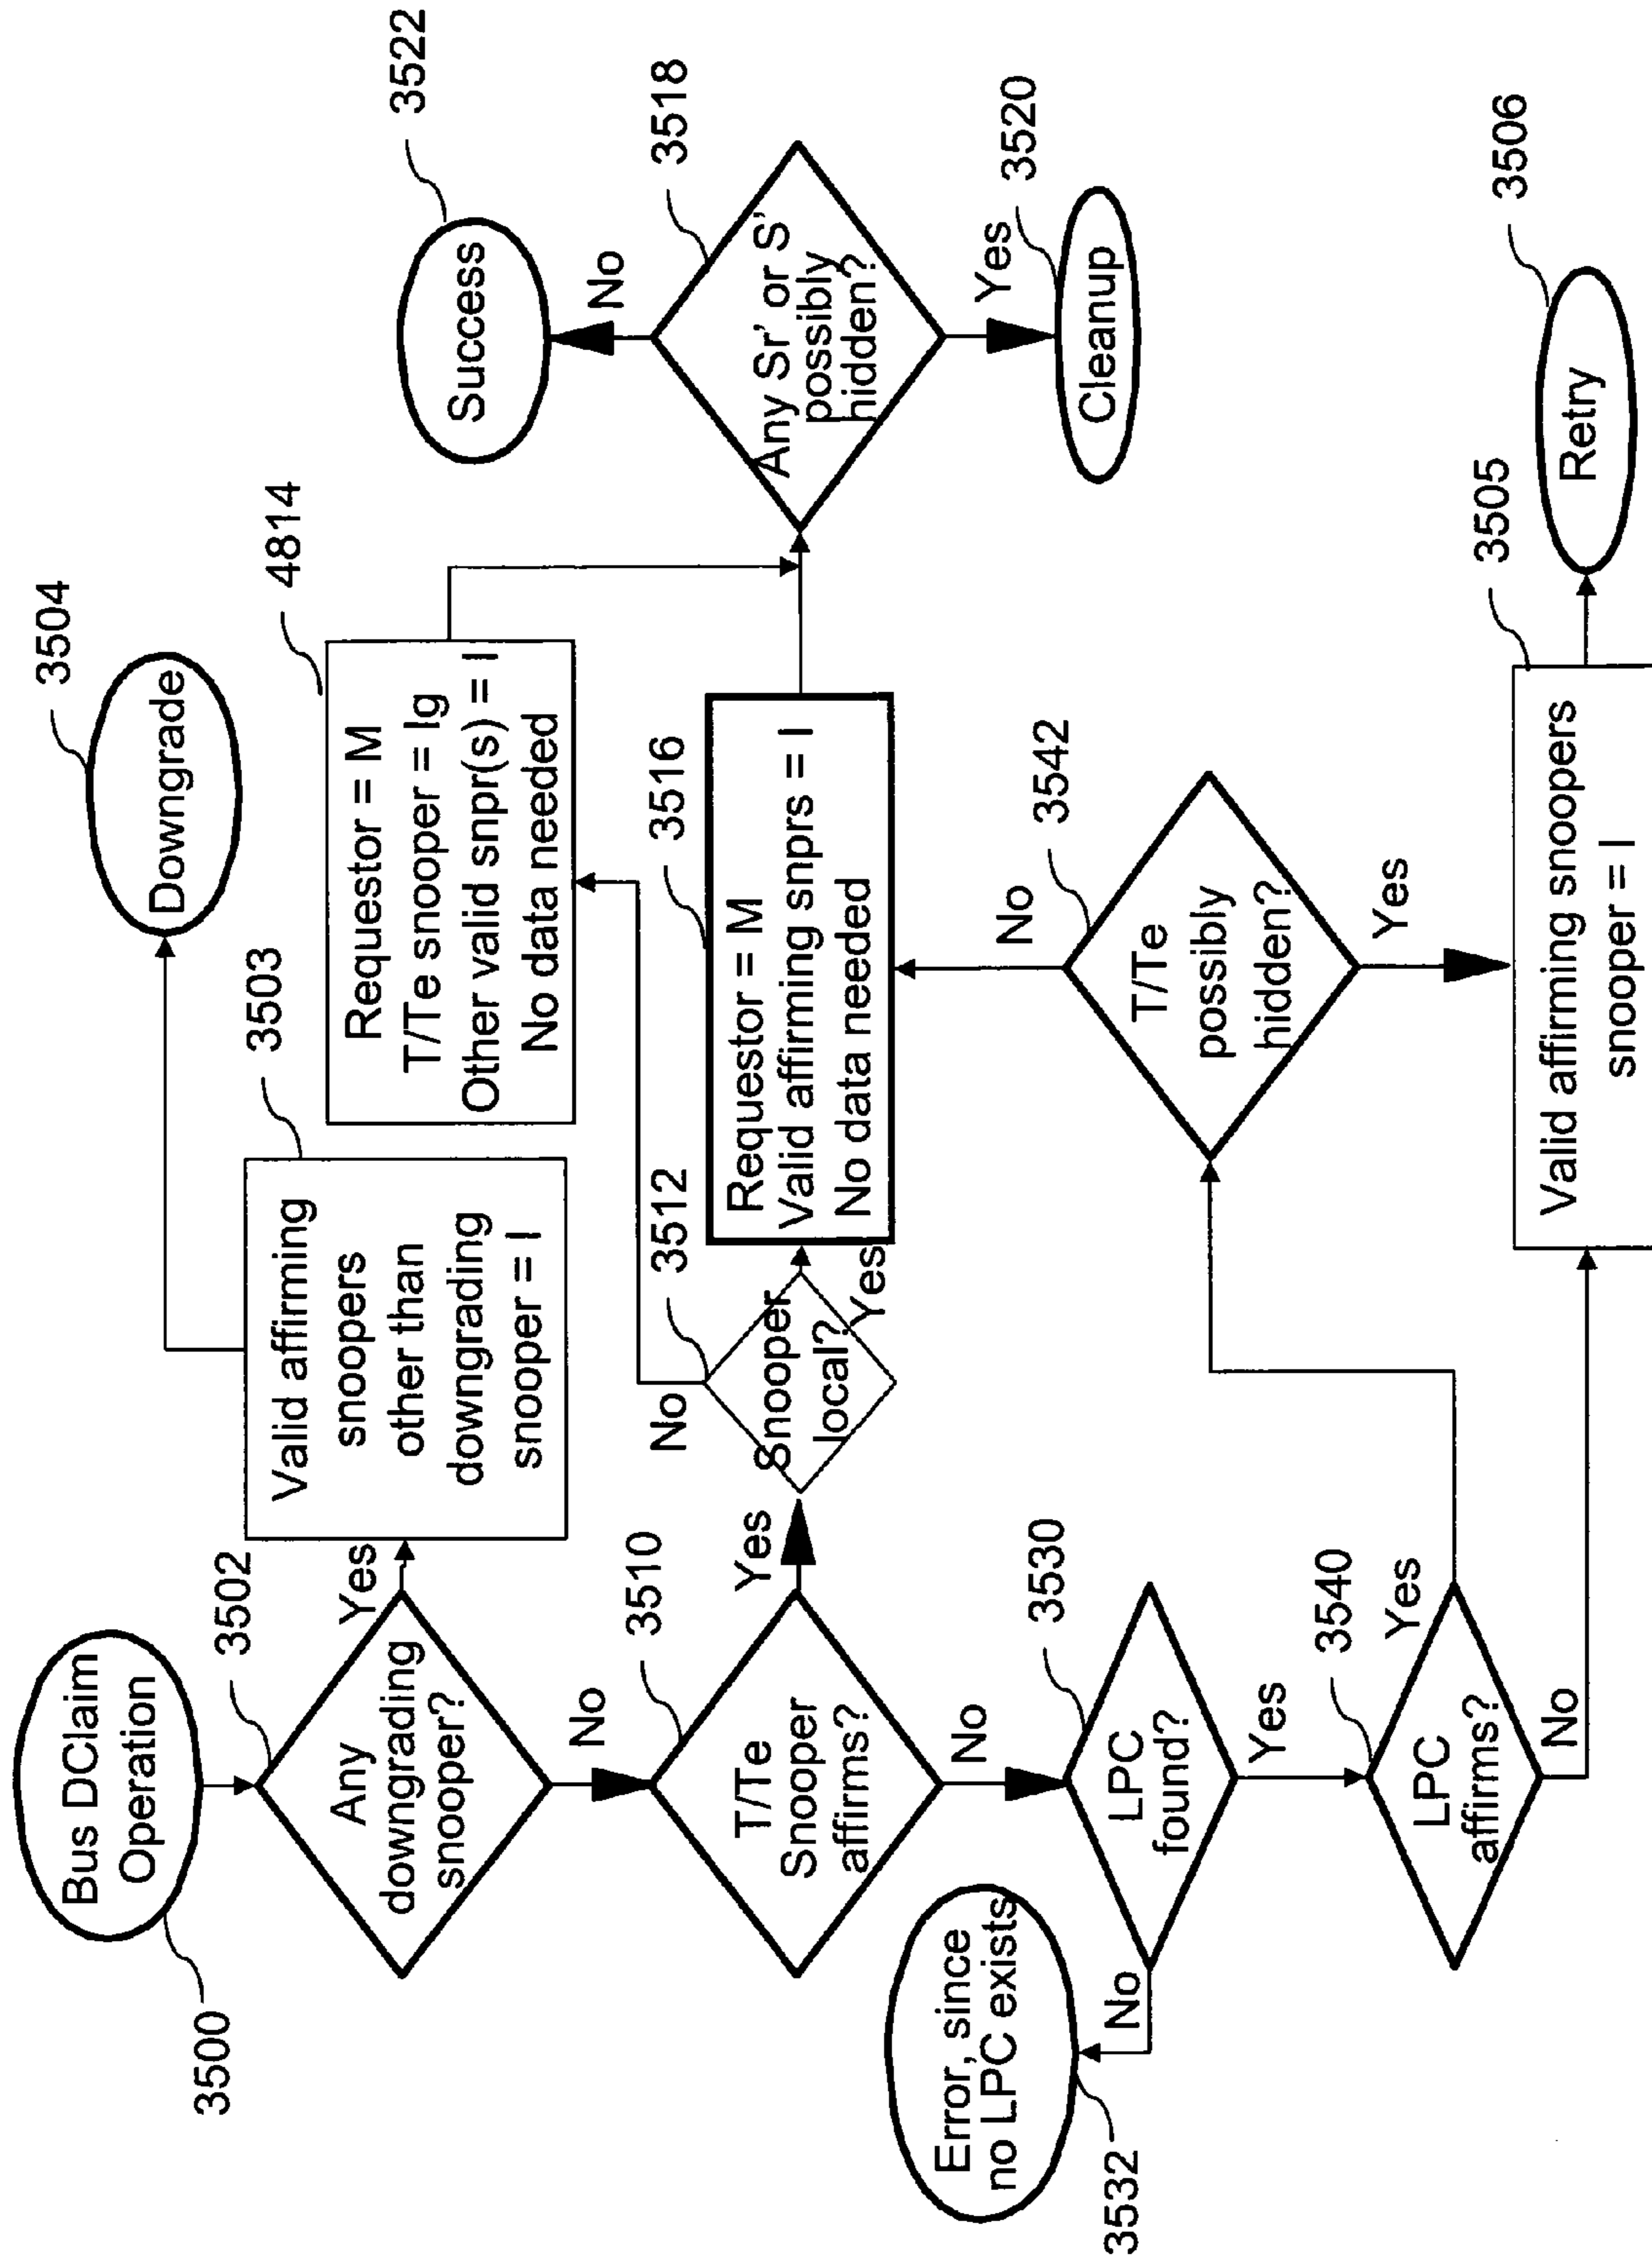 Bus DClaim
Operation
3500
Any
downgrading
snooper?
3502
Yes
No
Valid affirming
snoopers
other than
downgrading
snooper = I
3503
Downgrade
3504
T/Te
Snooper
affirms?
3510
Yes
No
Snooper
local?
3512
No
Yes
Requestor = M
T/Te snooper = Ig
Other valid snpr(s) = I
No data needed
4814
Requestor = M
Valid affirming snprs = I
No data needed
3516
Any Sr' or S'
possibly
hidden?
3518
No
Yes
Success
3522
Cleanup
3520
LPC
found?
3530
No
Yes
Error, since
no LPC exists
3532
LPC
affirms?
3540
Yes
No
T/Te
possibly
hidden?
3542
No
Yes
Valid affirming snoopers
snooper = I
3505
Retry
3506